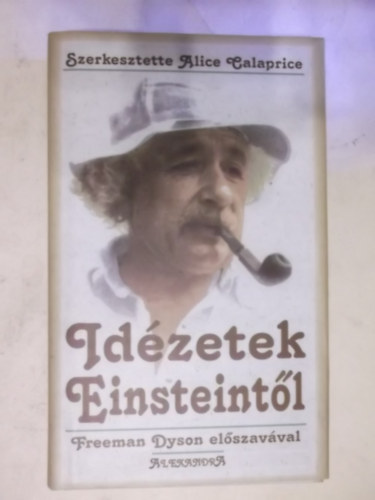 Szerkesztette Alice Calaprice
Idézetek
Einsteintől
Freeman Dyson előszavával
ALEXANDRA